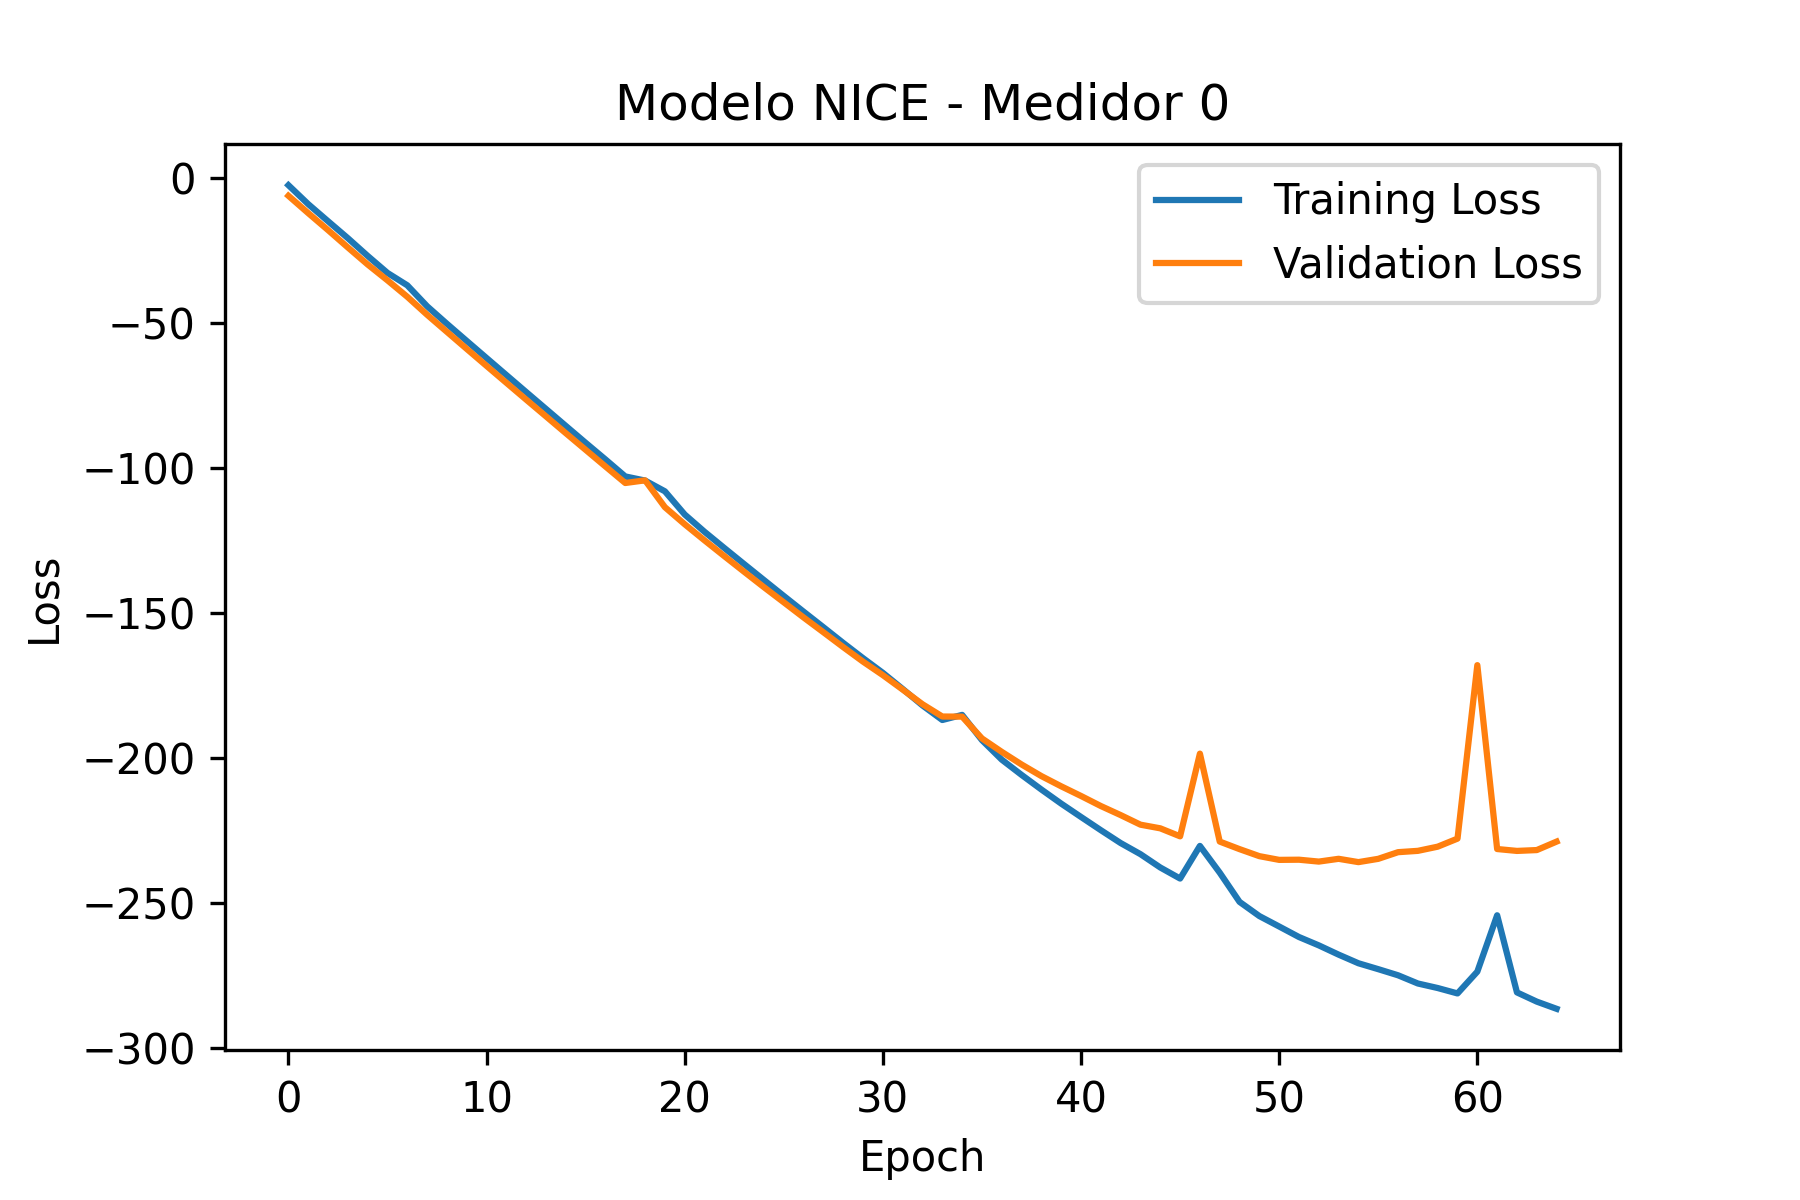 Modelo NICE - Medidor 0
Training Loss
Validation Loss
0
−50
−100
−150
−200
−250
−300
Loss
0 10 20 30 40 50 60
Epoch